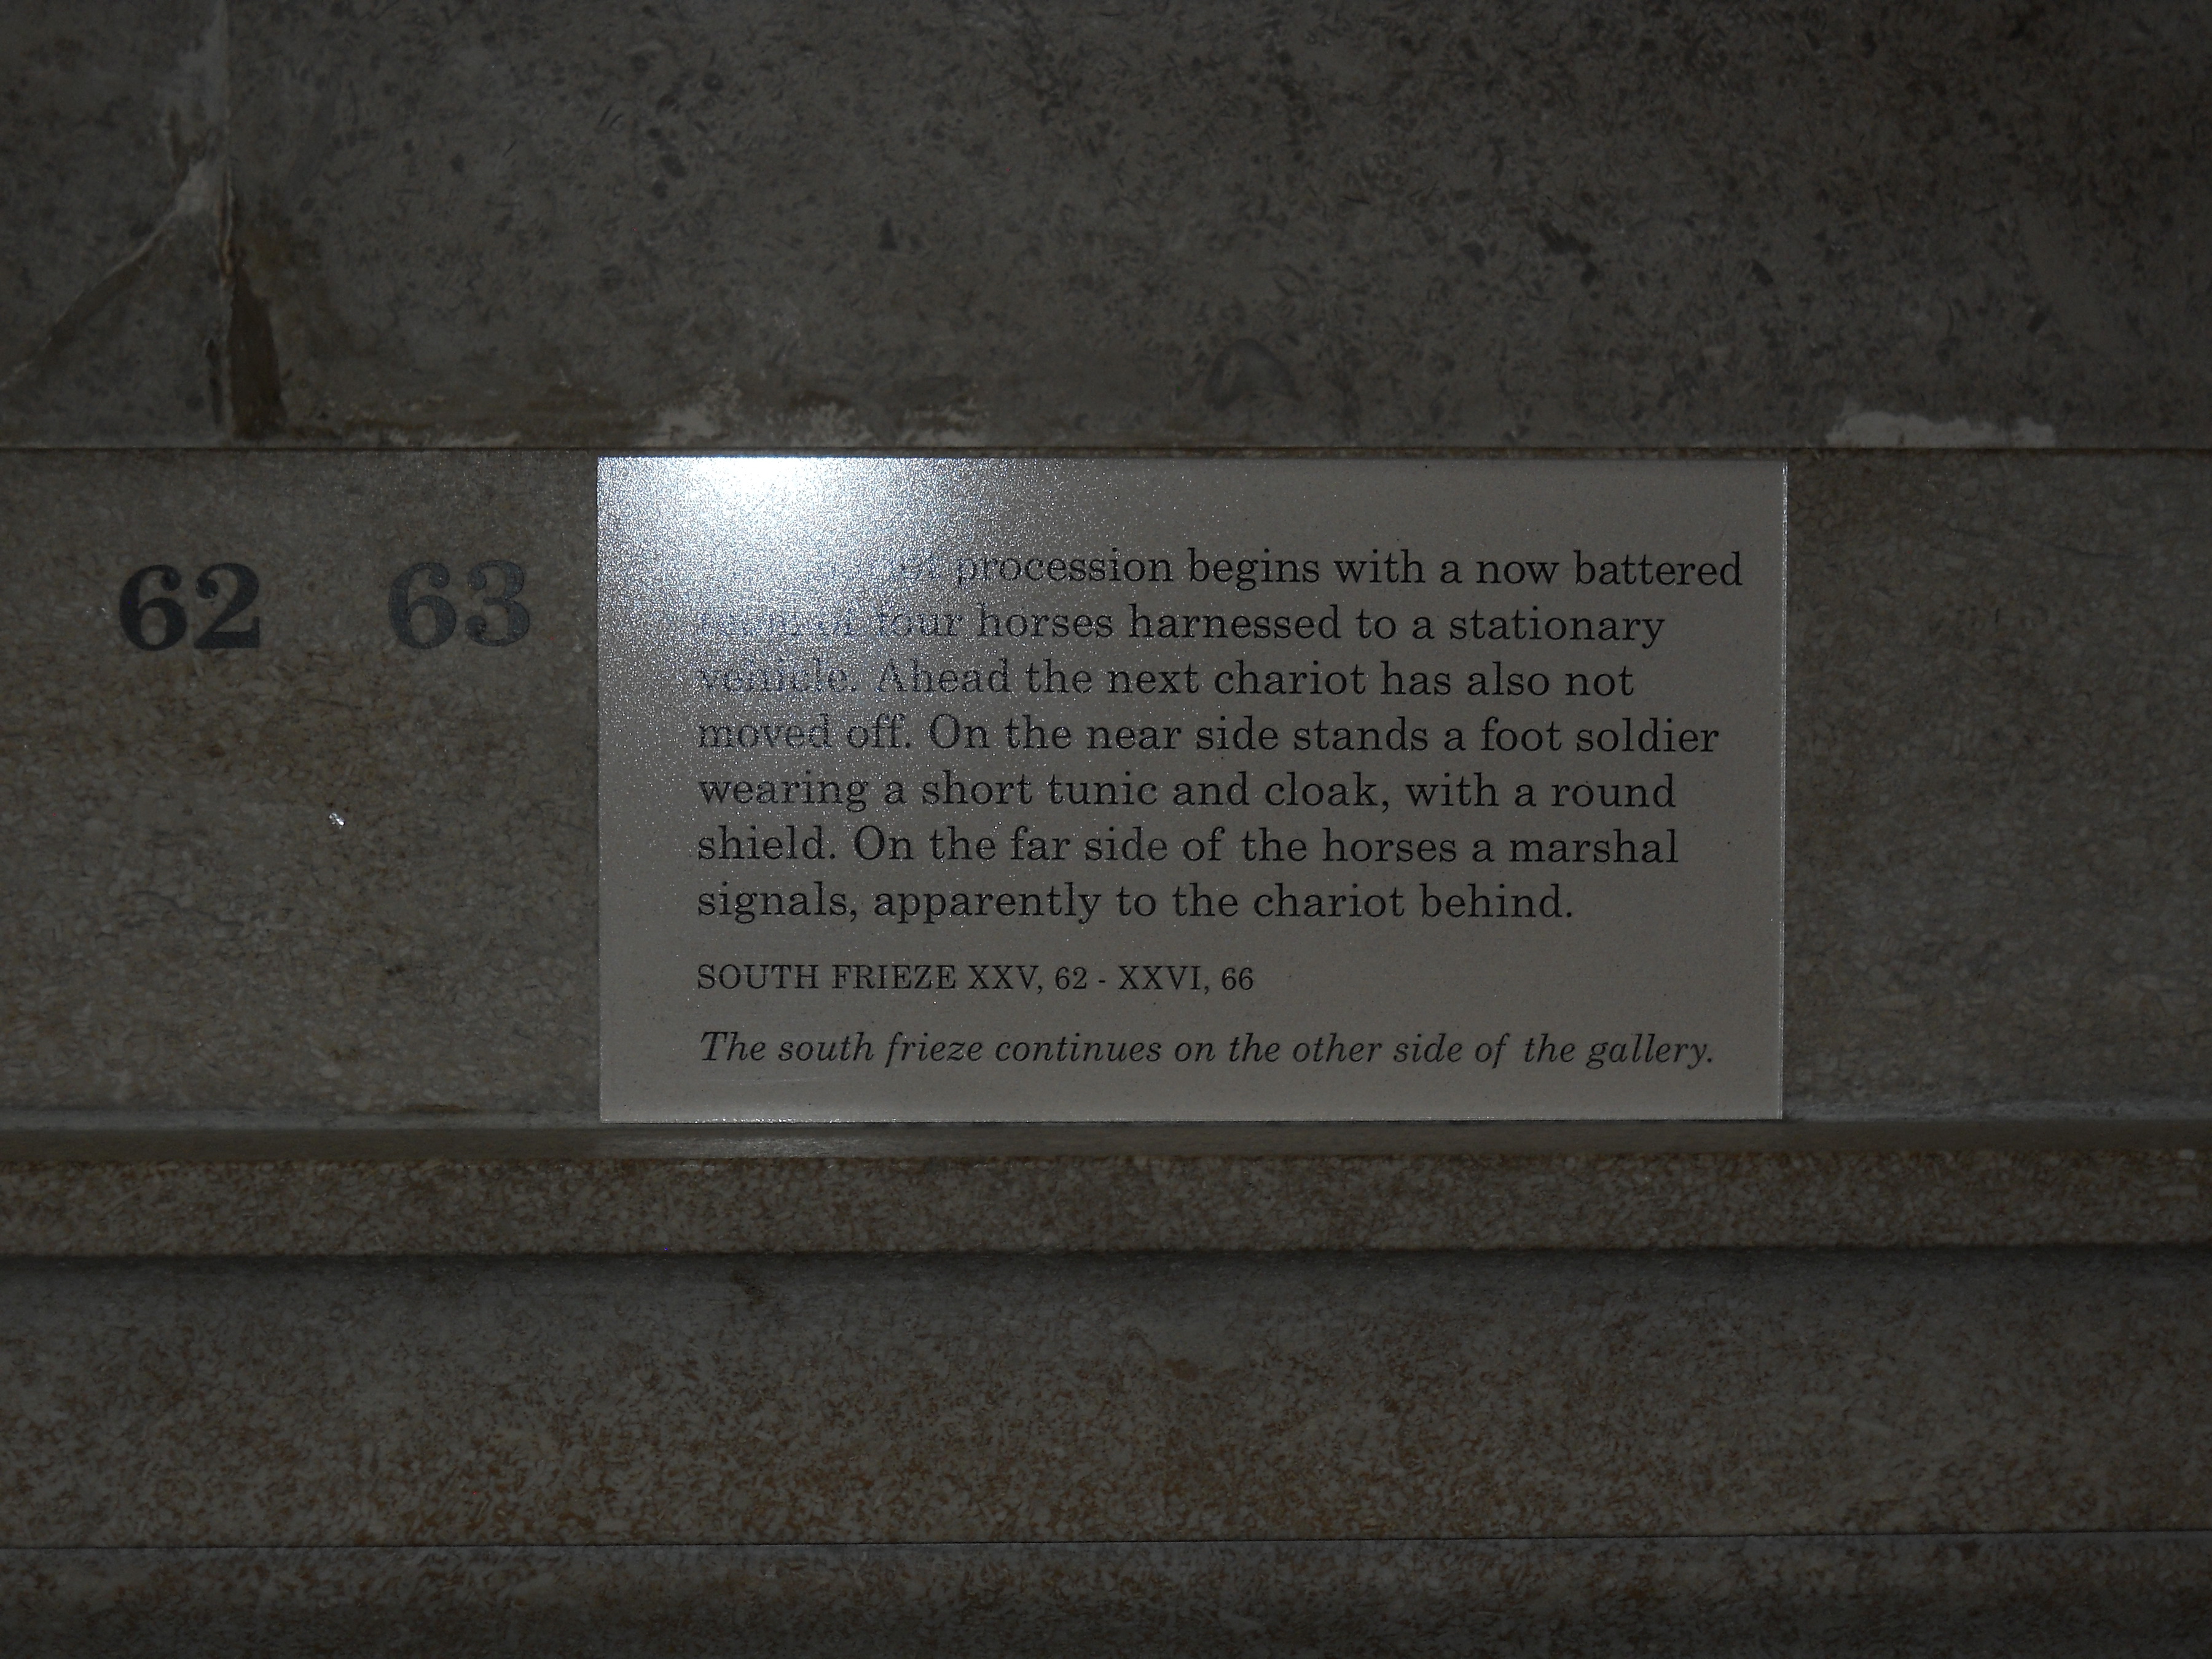 62 63
procession begins with a now battered
of four horses harnessed to a stationary
vehicle. Ahead the next chariot has also not
moved off. On the near side stands a foot soldier
wearing a short tunic and cloak, with a round
shield. On the far side of the horses a marshal
signals, apparently to the chariot behind.
SOUTH FRIEZE XXV, 62 - XXVI, 66
The south frieze continues on the other side of the gallery.